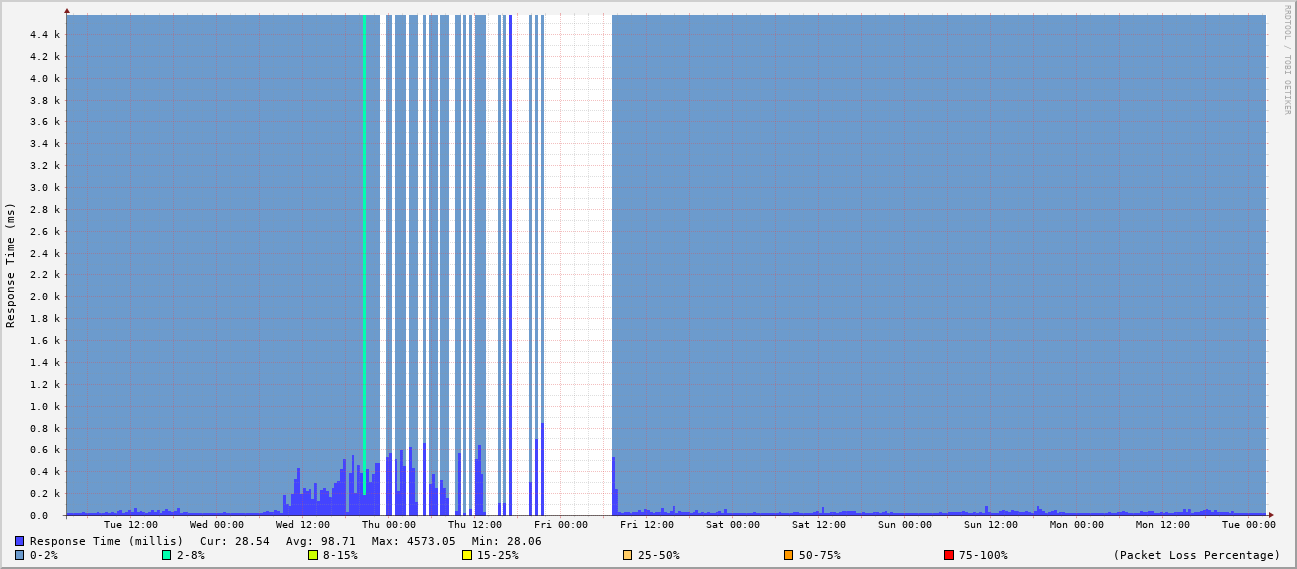 RRDTOOL / TOBI OETIKER
Response Time (ms)
4.4 k
4.2 k
4.0 k
3.8 k
3.6 k
3.4 k
3.2 k
3.0 k
2.8 k
2.6 k
2.4 k
2.2 k
2.0 k
1.8 k
1.6 k
1.4 k
1.2 k
1.0 k
0.8 k
0.6 k
0.4 k
0.2 k
0.0
Tue 12:00 Wed 00:00 Wed 12:00 Thu 00:00 Thu 12:00 Fri 00:00 Fri 12:00 Sat 00:00 Sat 12:00 Sun 00:00 Sun 12:00 Mon 00:00 Mon 12:00 Tue 00:00
Response Time (millis) Cur: 28.54 Avg: 98.71 Max: 4573.05 Min: 28.06
0-2% 2-8% 8-15% 15-25% 25-50% 50-75% 75-100% (Packet Loss Percentage)